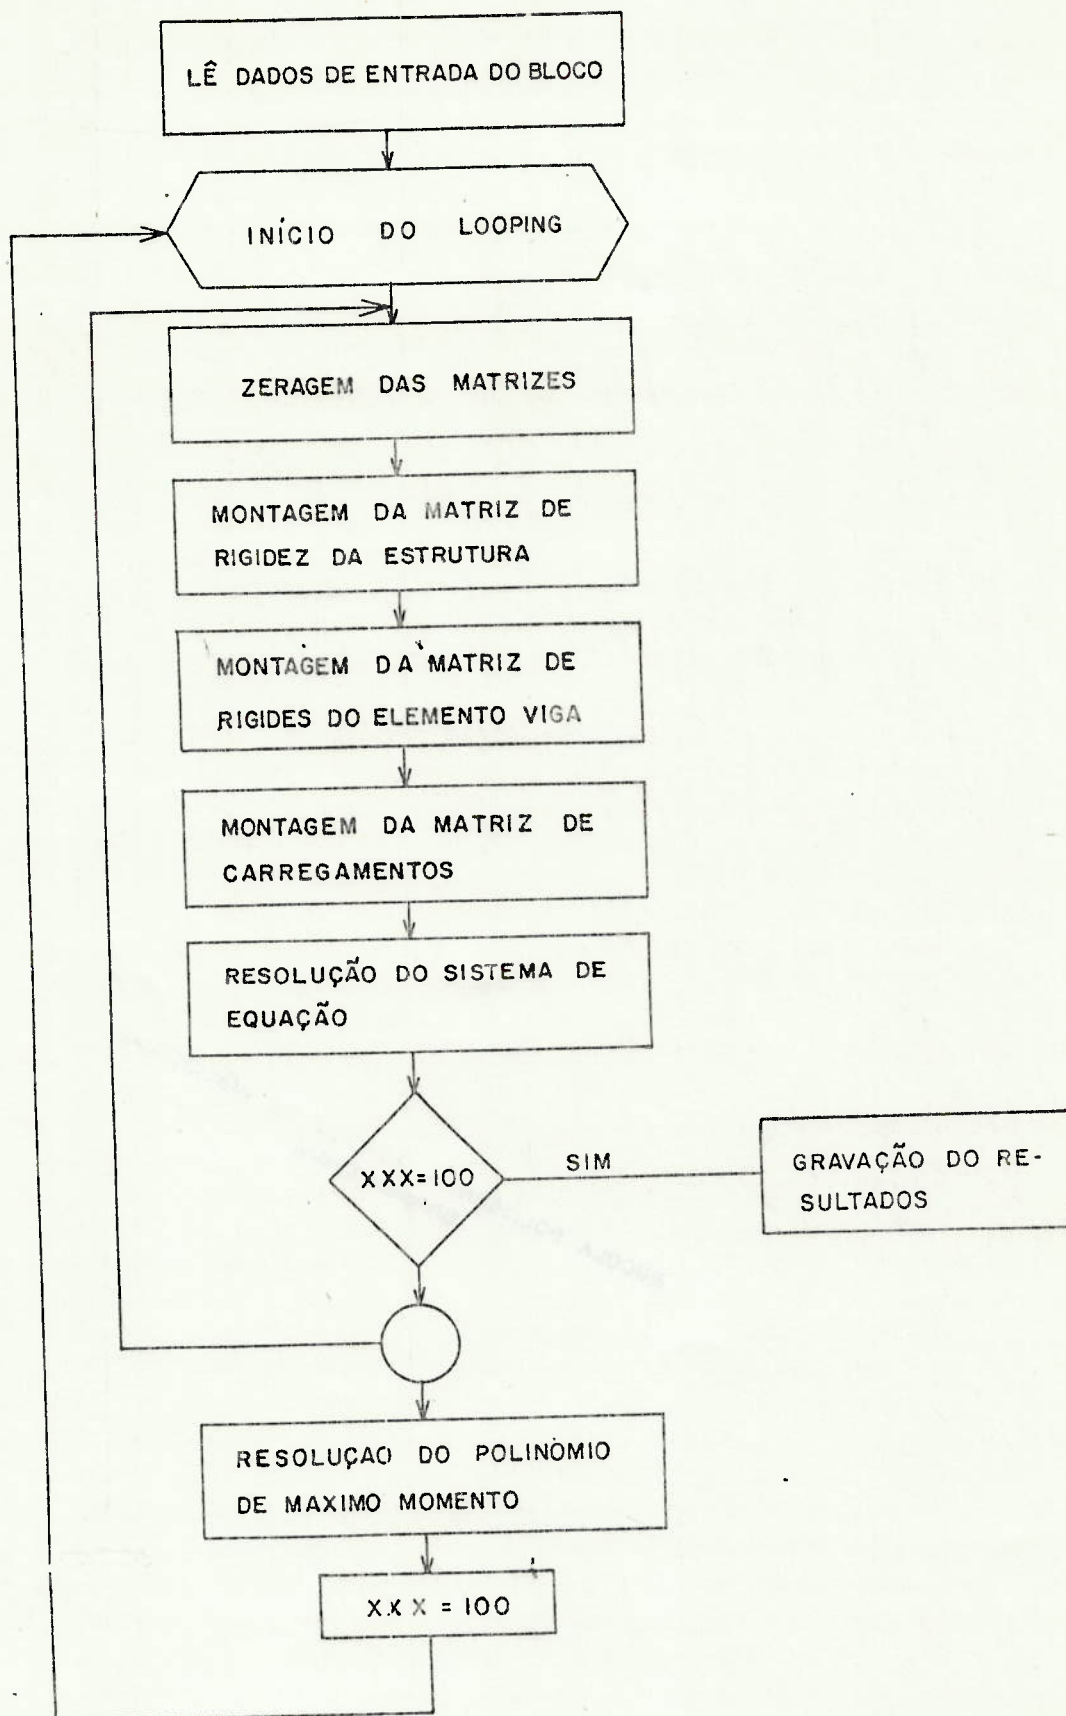 LÊ DADOS DE ENTRADA DO BLOCO
INÍCIO DO LOOPING
ZERAGEM DAS MATRIZES
MONTAGEM DA MATRIZ DE
RIGIDEZ DA ESTRUTURA
MONTAGEM DA MATRIZ DE
RIGIDES DO ELEMENTO VIGA
MONTAGEM DA MATRIZ DE
CARREGAMENTOS
RESOLUÇÃO DO SISTEMA DE
EQUAÇÃO
XXX=100
SIM
GRAVAÇÃO DO RE-
SULTADOS
RESOLUÇAO DO POLINÒMIO
DE MAXIMO MOMENTO
XXX = 100